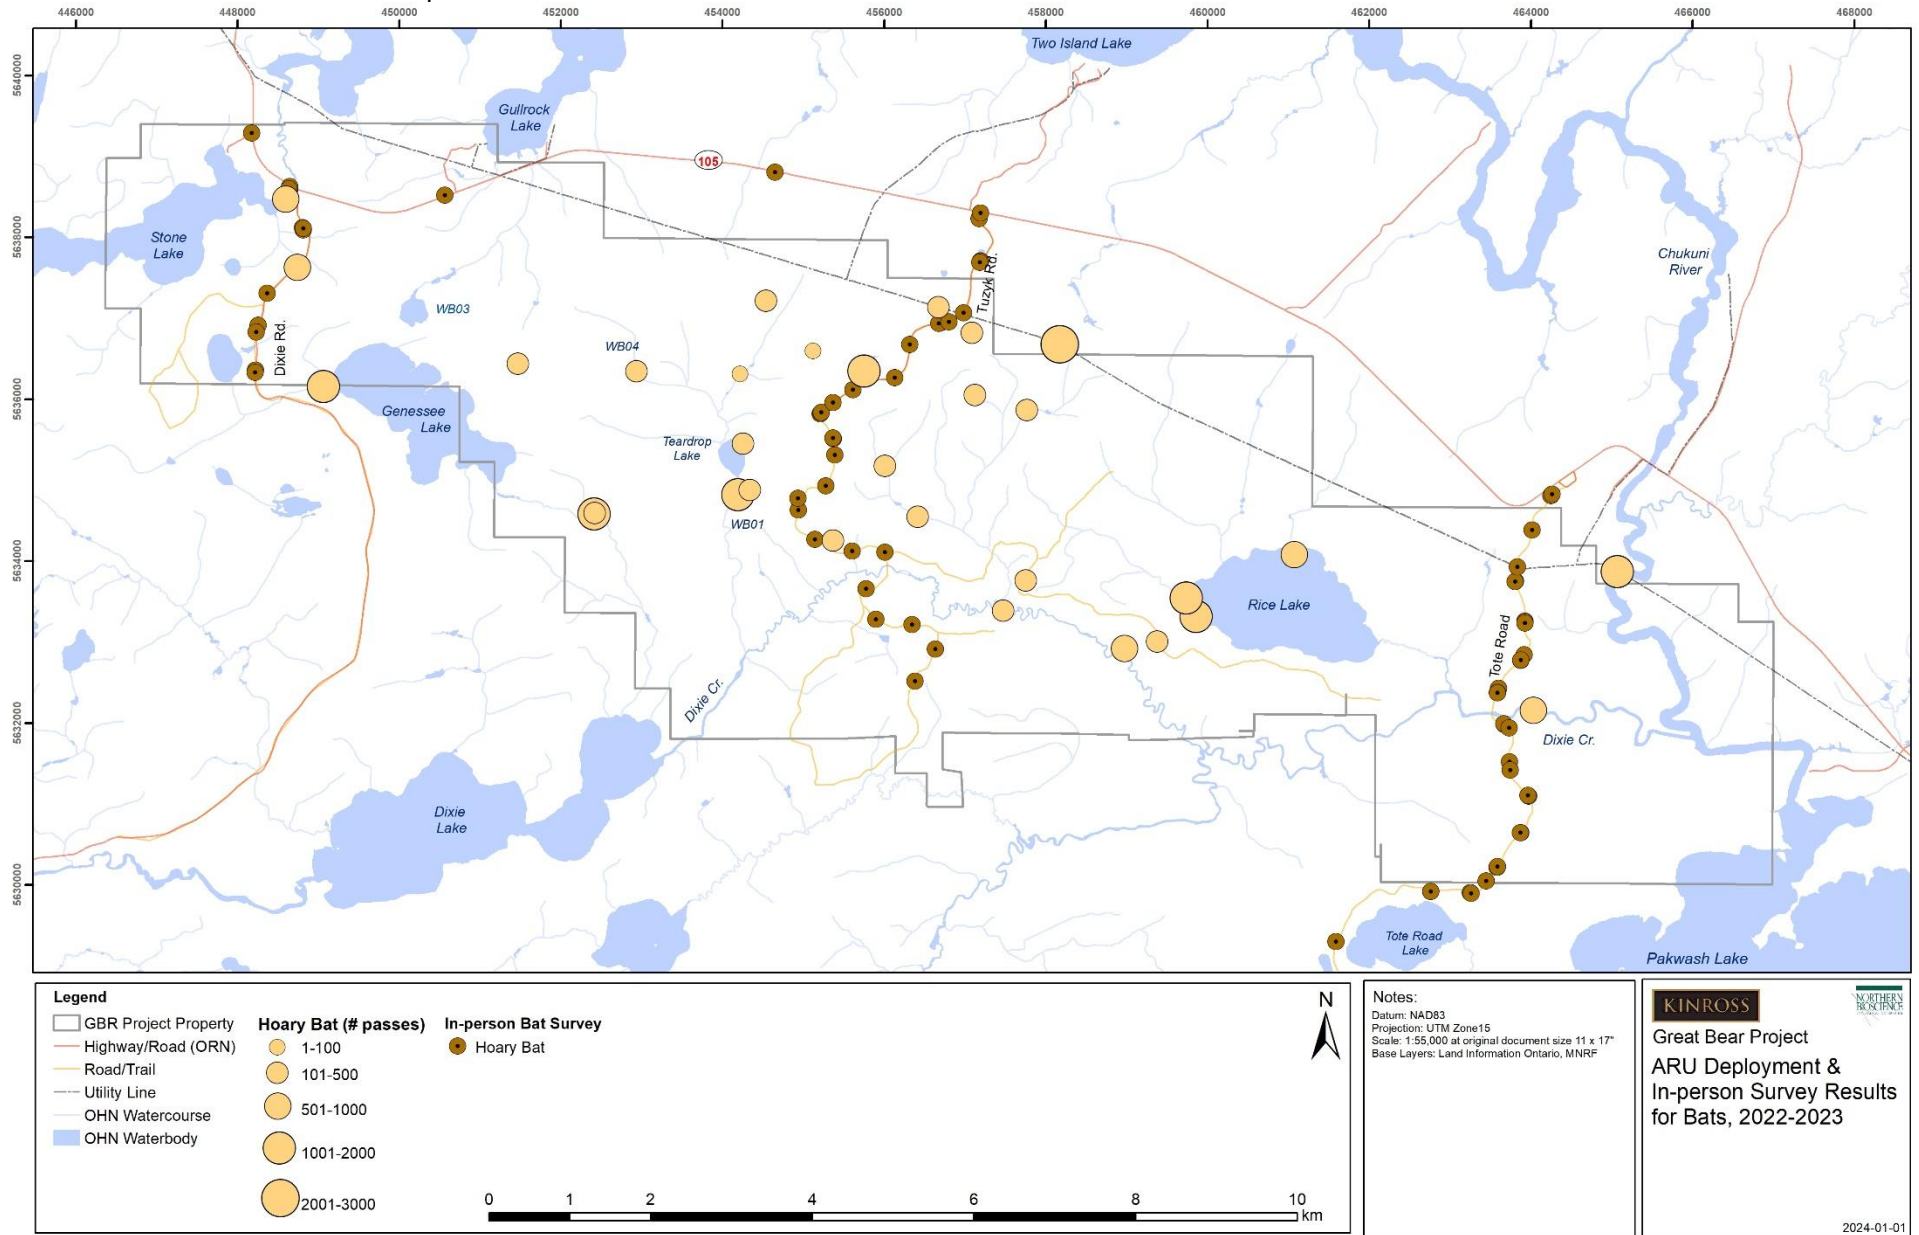 446000 448000 450000 452000 454000 456000 458000 460000 462000 464000 466000 468000
5640000
5638000
5636000
5634000
5632000
5630000
Two Island Lake
Gullrock
Lake
105
Stone
Lake
Chukuni
River
Tuzyk Rd.
WB03
Dixie Rd.
WB04
Genessee
Lake
Teardrop
Lake
WB01
Rice Lake
Tote Road
Dixie Cr.
Dixie Cr.
Dixie
Lake
Tote Road
Lake
Pakwash Lake
Legend
GBR Project Property
Highway/Road (ORN)
Road/Trail
Utility Line
OHN Watercourse
OHN Waterbody
Hoary Bat (# passes)
1-100
101-500
501-1000
1001-2000
2001-3000
In-person Bat Survey
Hoary Bat
N
0 1 2 4 6 8 10
km
Notes:
Datum: NAD83
Projection: UTM Zone15
Scale: 1:55,000 at original document size 11 x 17"
Base Layers: Land Information Ontario, MNRF
KINROSS
NORTHERN
BIOSCIENCE
Great Bear Project
ARU Deployment &
In-person Survey Results
for Bats, 2022-2023
2024-01-01